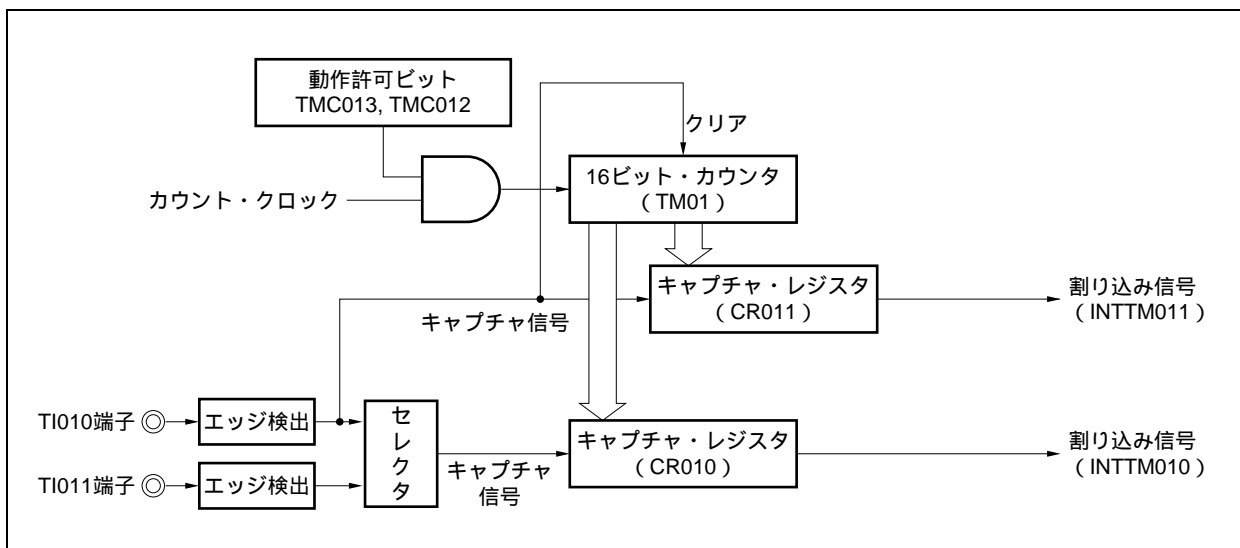 動作許可ビット
TMC013, TMC012
クリア
16ビット・カウンタ
（TM01）
カウント・クロック
キャプチャ・レジスタ
（CR011）
割り込み信号
（INTTM011）
キャプチャ信号
TI010端子
エッジ検出
セレクタ
キャプチャ・レジスタ
（CR010）
割り込み信号
（INTTM010）
TI011端子
エッジ検出
キャプチャ
信号